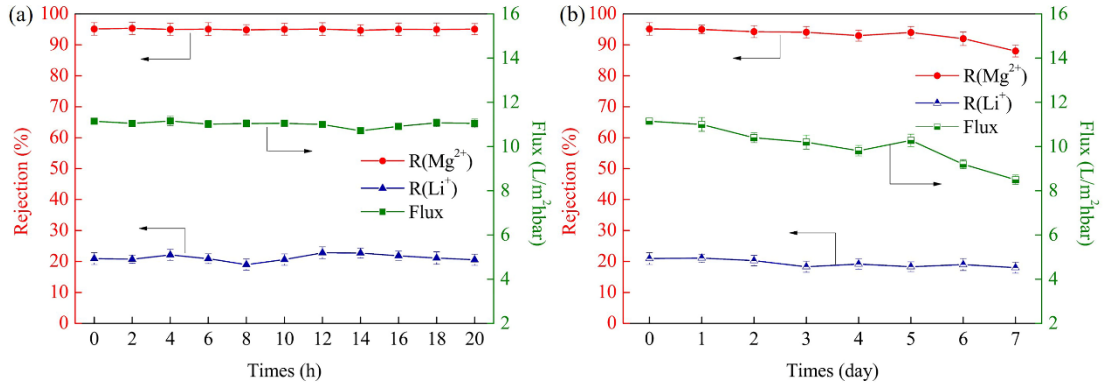 (a)
100
90
80
70
60
50
40
30
20
10
0
Rejection (%)
16
14
12
10
8
6
4
2
Flux (L/m²hbar)
R(Mg²⁺)
R(Li⁺)
Flux
0 2 4 6 8 10 12 14 16 18 20
Times (h)
(b)
100
90
80
70
60
50
40
30
20
10
0
Rejection (%)
16
14
12
10
8
6
4
2
Flux (L/m²hbar)
R(Mg²⁺)
R(Li⁺)
Flux
0 1 2 3 4 5 6 7
Times (day)